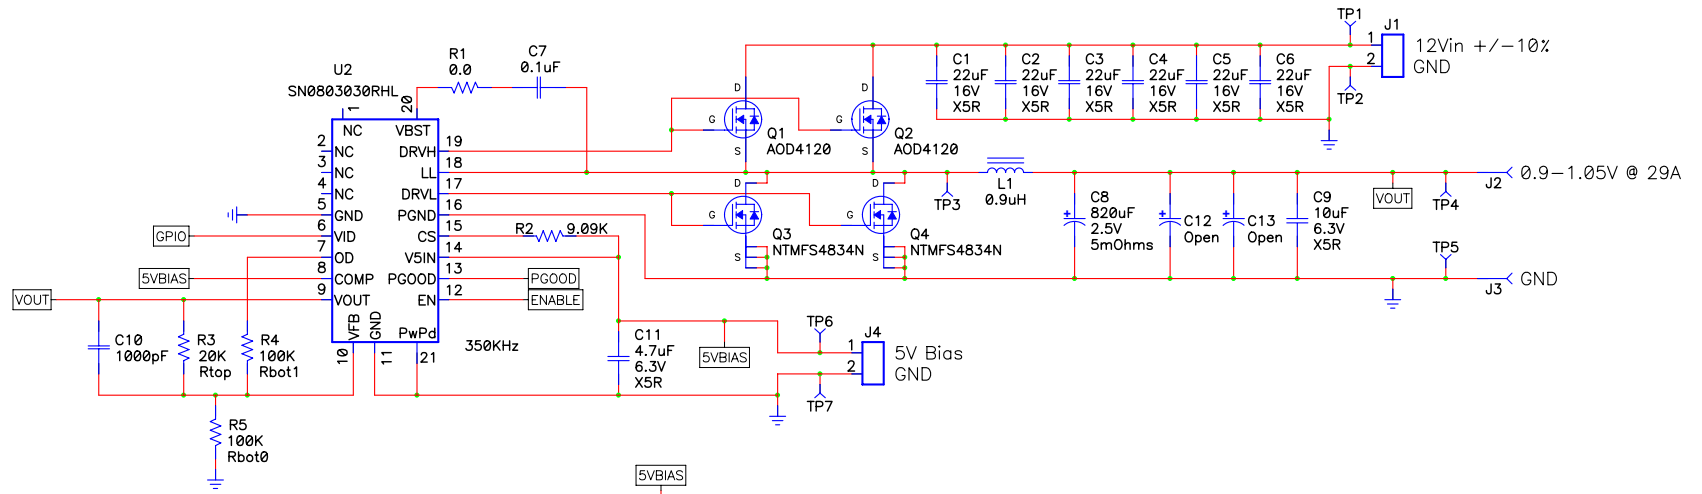 TP1
J1
1
12Vin +/-10%
2
GND
TP2
R1
0.0
C7
0.1uF
U2
SN0803030RHL
1
20
NC
VBST
2
NC
DRVH
19
3
NC
LL
18
4
NC
DRVL
17
5
GND
PGND
16
GPIO
6
VID
CS
15
7
OD
V5IN
14
5VBIAS
8
COMP
PGOOD
13
PGOOD
VOUT
9
VOUT
EN
12
ENABLE
VFB
GND
PwPd
10
11
21
350KHz
R2
9.09K
D
G
S
Q1
AOD4120
D
G
S
Q2
AOD4120
D
G
S
Q3
NTMFS4834N
D
G
S
Q4
NTMFS4834N
C1
22uF
16V
X5R
C2
22uF
16V
X5R
C3
22uF
16V
X5R
C4
22uF
16V
X5R
C5
22uF
16V
X5R
C6
22uF
16V
X5R
TP3
L1
0.9uH
C8
820uF
2.5V
5mOhms
C12
Open
C13
Open
C9
10uF
6.3V
X5R
VOUT
TP4
J2
0.9-1.05V @ 29A
TP5
J3
GND
C10
1000pF
R3
20K
Rtop
R4
100K
Rbot1
R5
100K
Rbot0
C11
4.7uF
6.3V
X5R
5VBIAS
TP6
J4
1
5V Bias
2
GND
TP7
5VBIAS